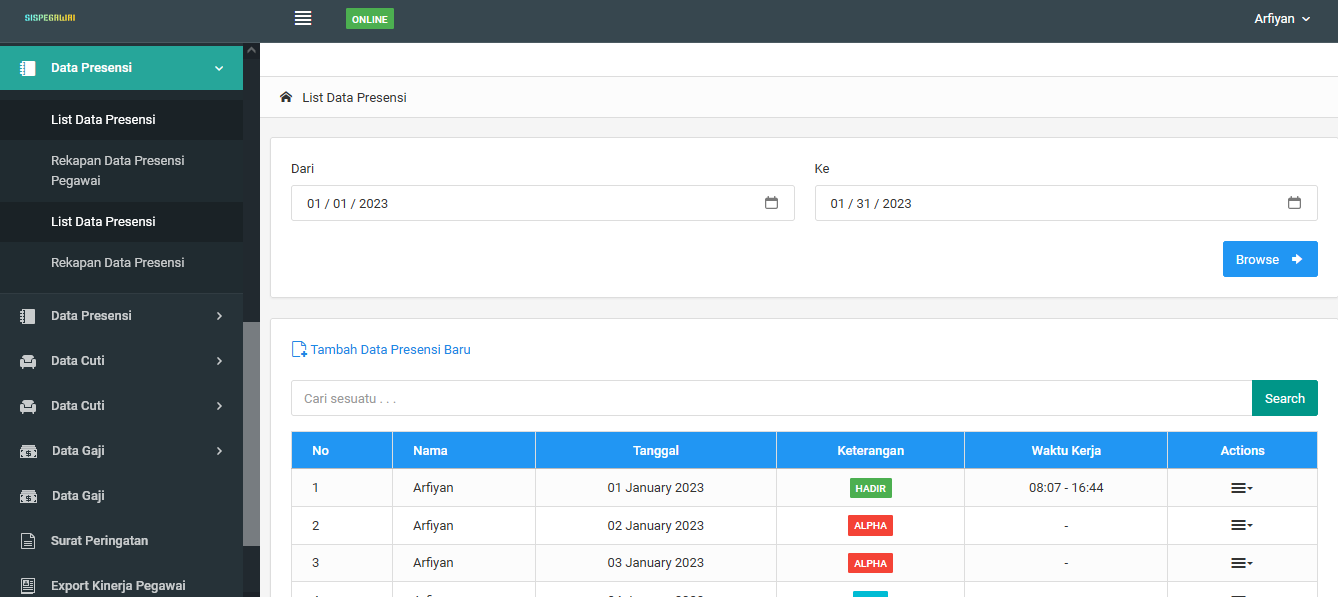 SISPEGAWAI
ONLINE
Arfiyan
Data Presensi
List Data Presensi
Rekapan Data Presensi
Pegawai
List Data Presensi
Rekapan Data Presensi
Data Presensi
Data Cuti
Data Cuti
Data Gaji
Data Gaji
Surat Peringatan
Export Kinerja Pegawai
List Data Presensi
Dari
Ke
01 / 01 / 2023
01 / 31 / 2023
Browse
Tambah Data Presensi Baru
Cari sesuatu . . .
Search
No Nama Tanggal Keterangan Waktu Kerja Actions
1 Arfiyan 01 January 2023 HADIR 08:07 - 16:44
2 Arfiyan 02 January 2023 ALPHA -
3 Arfiyan 03 January 2023 ALPHA -